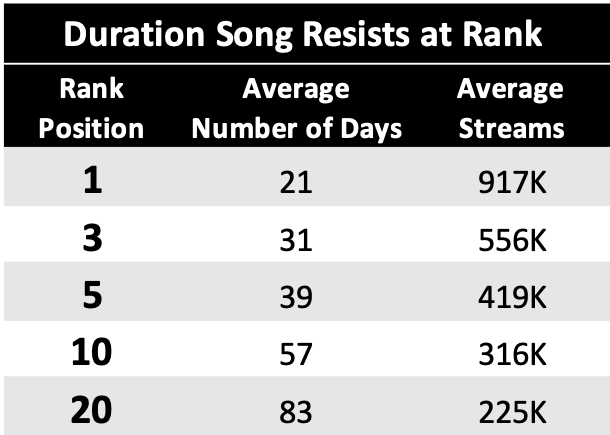 Duration Song Resists at Rank
Rank Position Average Number of Days Average Streams
1 21 917K
3 31 556K
5 39 419K
10 57 316K
20 83 225K